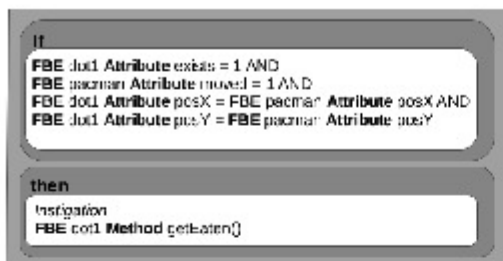 If
FBE dot1 Attribute exists = 1 AND
FBE pacman Attribute moved = 1 AND
FBE dot1 Attribute posX = FBE pacman Attribute posX AND
FBE dot1 Attribute posY = FBE pacman Attribute posY
then
Instigation
FBE dot1 Method getEaten()